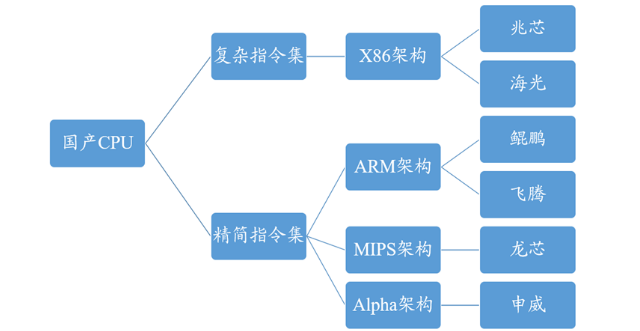 国产CPU
复杂指令集
X86架构
兆芯
海光
精简指令集
ARM架构
鲲鹏
飞腾
MIPS架构
龙芯
Alpha架构
申威